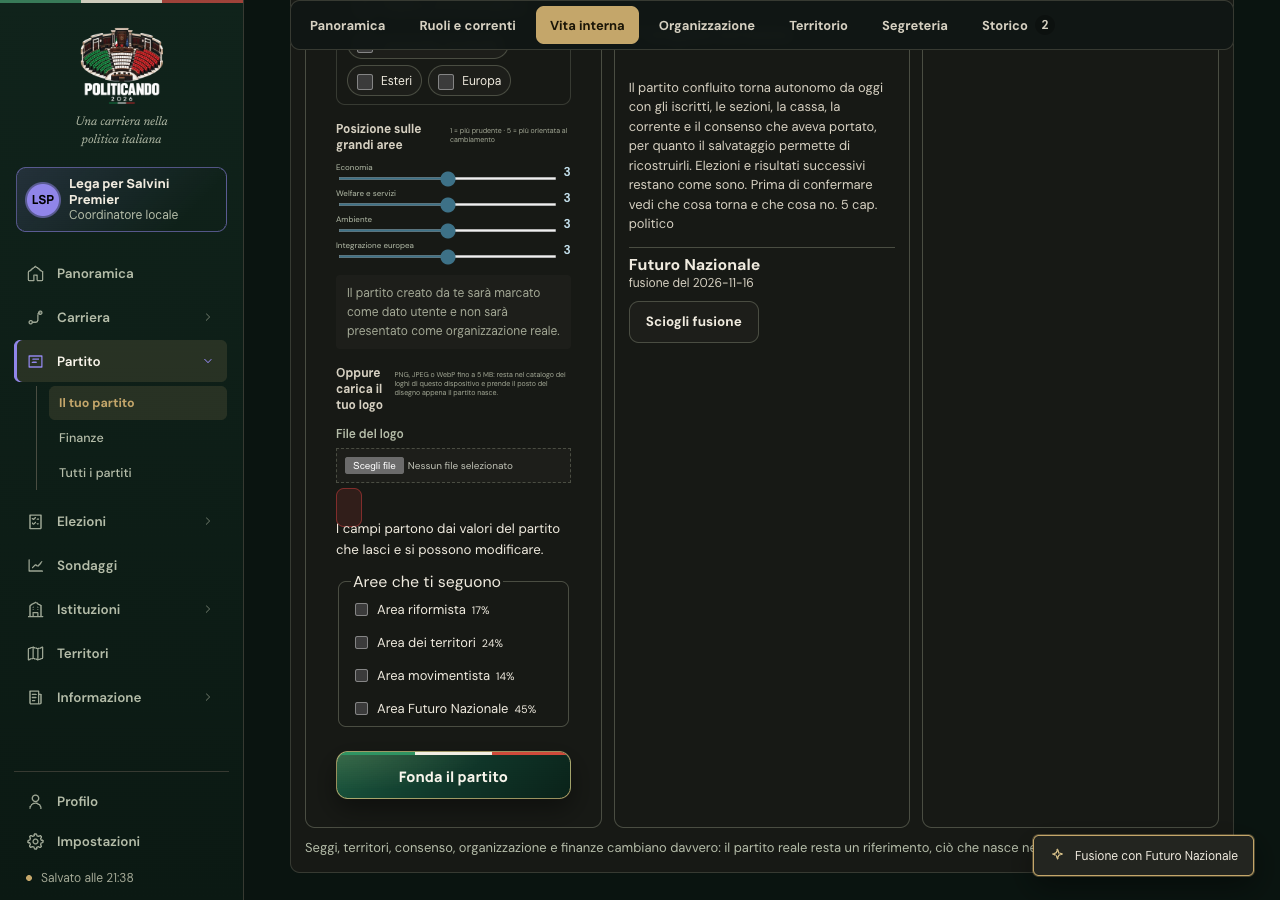 POLITICANDO
2026
Una carriera nella
politica italiana
LSP
Lega per Salvini
Premier
Coordinatore locale
Panoramica
Carriera
Partito
Il tuo partito
Finanze
Tutti i partiti
Elezioni
Sondaggi
Istituzioni
Territori
Informazione
Profilo
Impostazioni
Salvato alle 21:38
Panoramica
Ruoli e correnti
Vita interna
Organizzazione
Territorio
Segreteria
Storico 2
Esteri
Europa
Posizione sulle
grandi aree
1 = più prudente · 5 = più orientata al
cambiamento
Economia
3
Welfare e servizi
3
Ambiente
3
Integrazione europea
3
Il partito creato da te sarà marcato
come dato utente e non sarà
presentato come organizzazione reale.
Oppure
carica il
tuo logo
PNG, JPEG o WebP fino a 5 MB: resta nel catalogo dei
loghi di questo dispositivo e prende il posto del
disegno appena il partito nasce.
File del logo
Scegli file Nessun file selezionato
I campi partono dai valori del partito
che lasci e si possono modificare.
Aree che ti seguono
Area riformista 17%
Area dei territori 24%
Area movimentista 14%
Area Futuro Nazionale 45%
Fonda il partito
Il partito confluito torna autonomo da oggi
con gli iscritti, le sezioni, la cassa, la
corrente e il consenso che aveva portato,
per quanto il salvataggio permette di
ricostruirli. Elezioni e risultati successivi
restano come sono. Prima di confermare
vedi che cosa torna e che cosa no. 5 cap.
politico
Futuro Nazionale
fusione del 2026-11-16
Sciogli fusione
Seggi, territori, consenso, organizzazione e finanze cambiano davvero: il partito reale resta un riferimento, ciò che nasce
Fusione con Futuro Nazionale